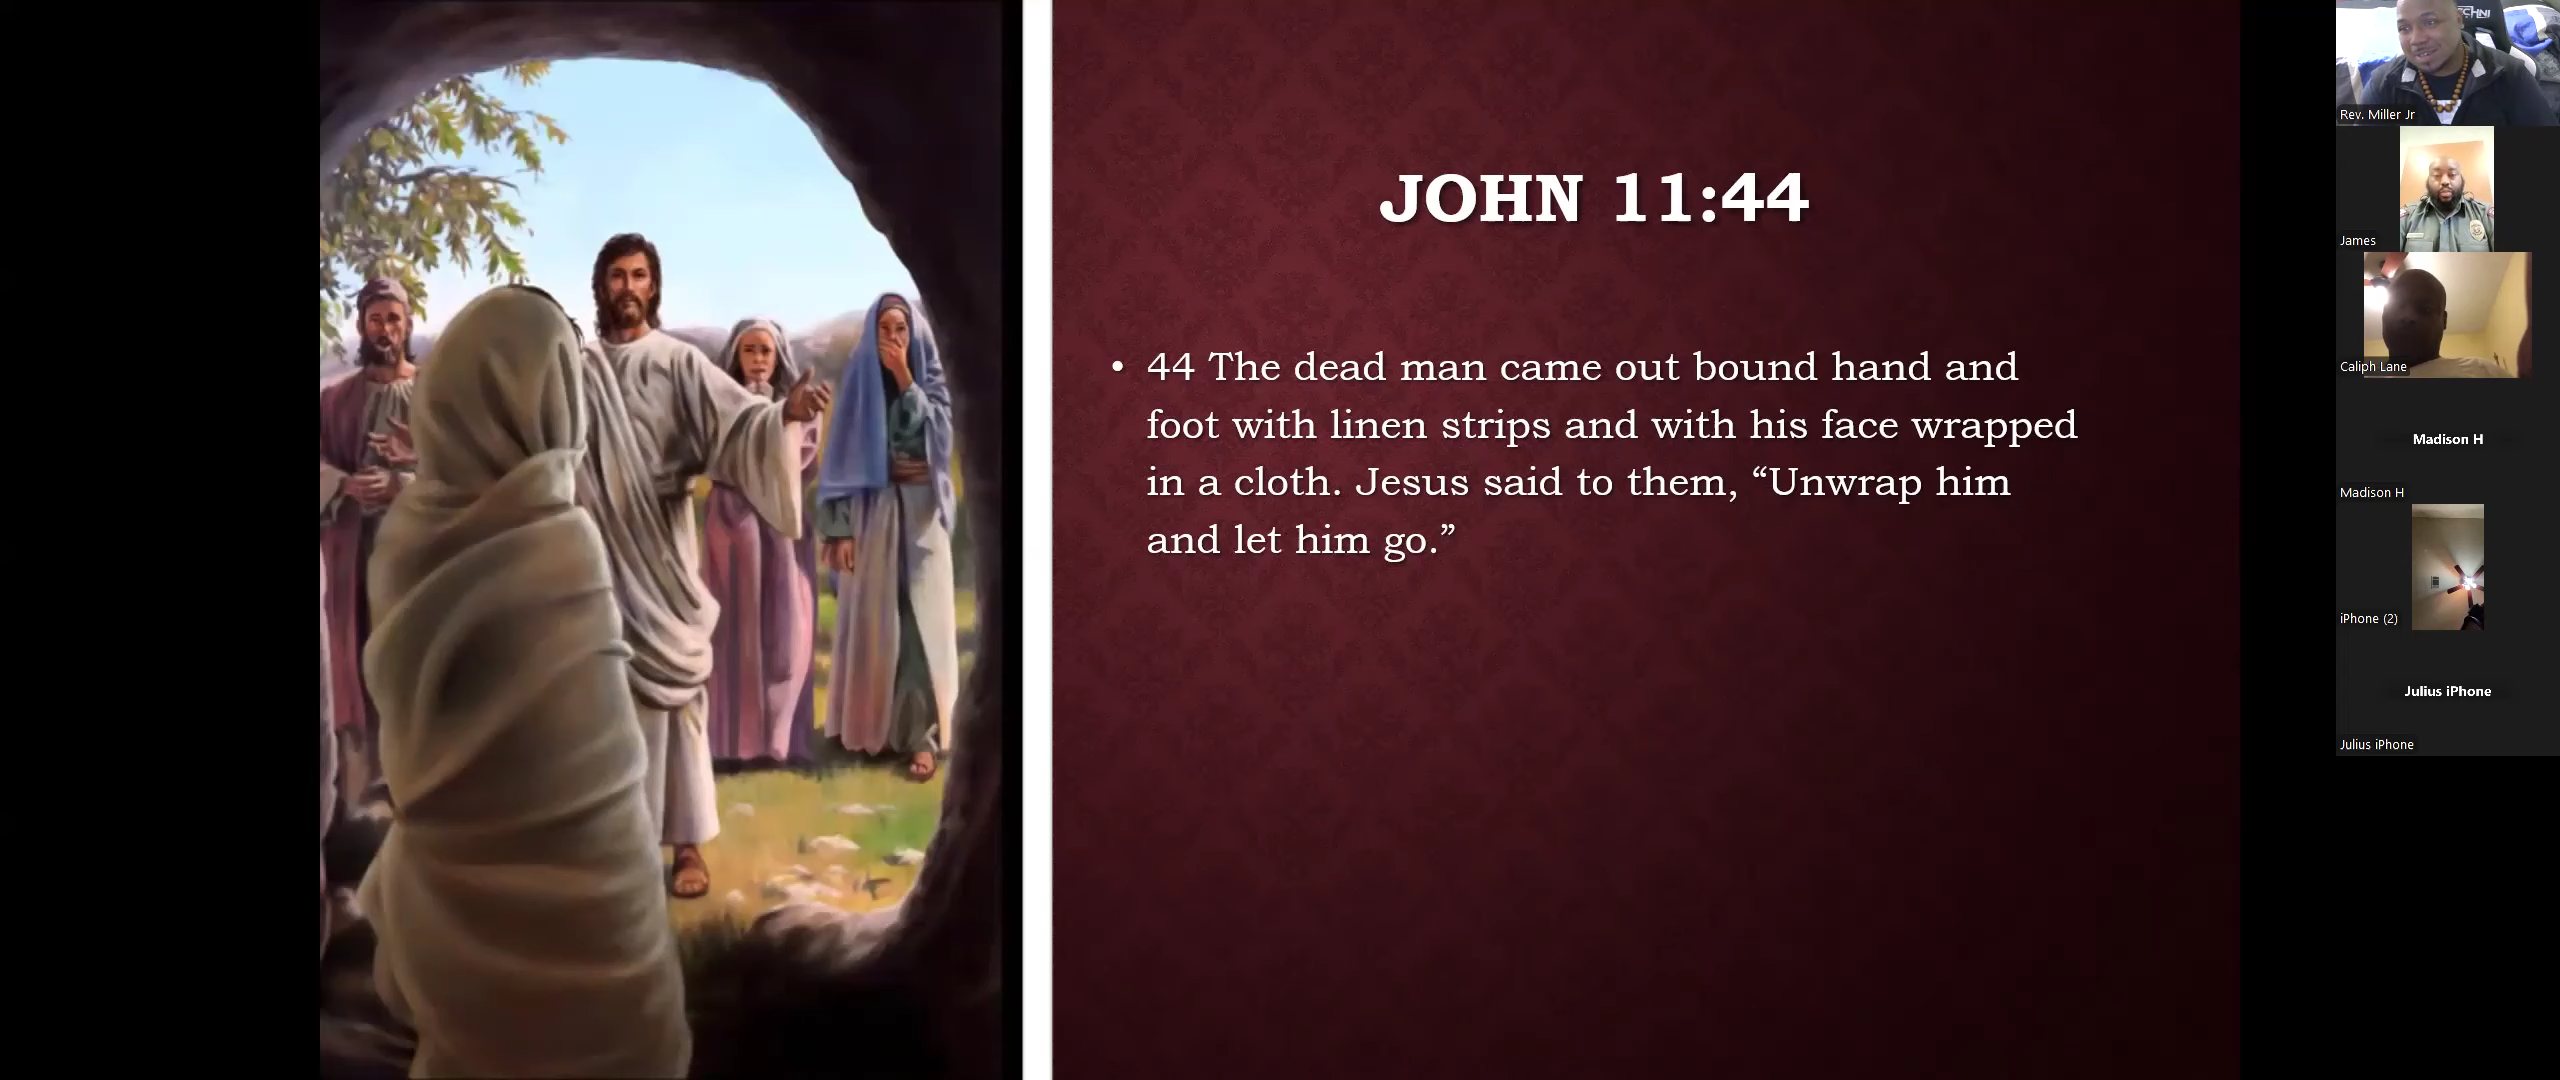 JOHN 11:44
• 44 The dead man came out bound hand and
foot with linen strips and with his face wrapped
in a cloth. Jesus said to them, “Unwrap him
and let him go.”
Rev. Miller Jr
James
Caliph Lane
Madison H
Madison H
iPhone (2)
Julius iPhone
Julius iPhone